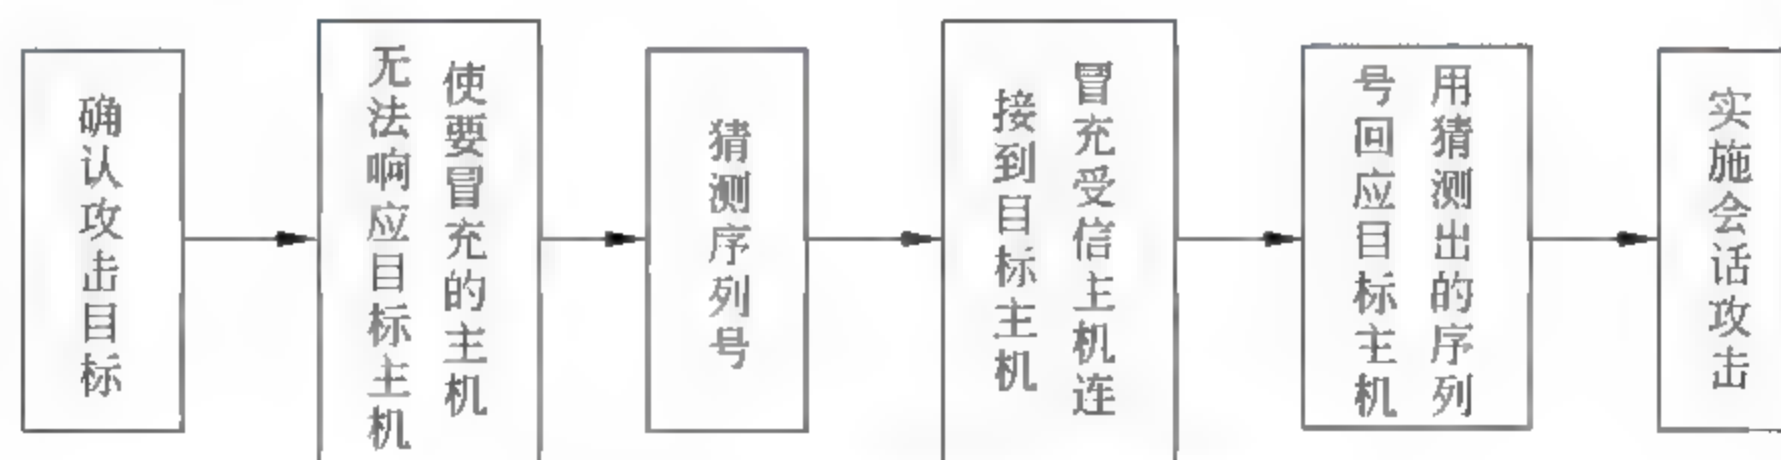 确认攻击目标
使要冒充的主机
无法响应目标主机
猜测序列号
冒充受信主机连
接到目标主机
用猜测出的序列
号回应目标主机
实施会话攻击